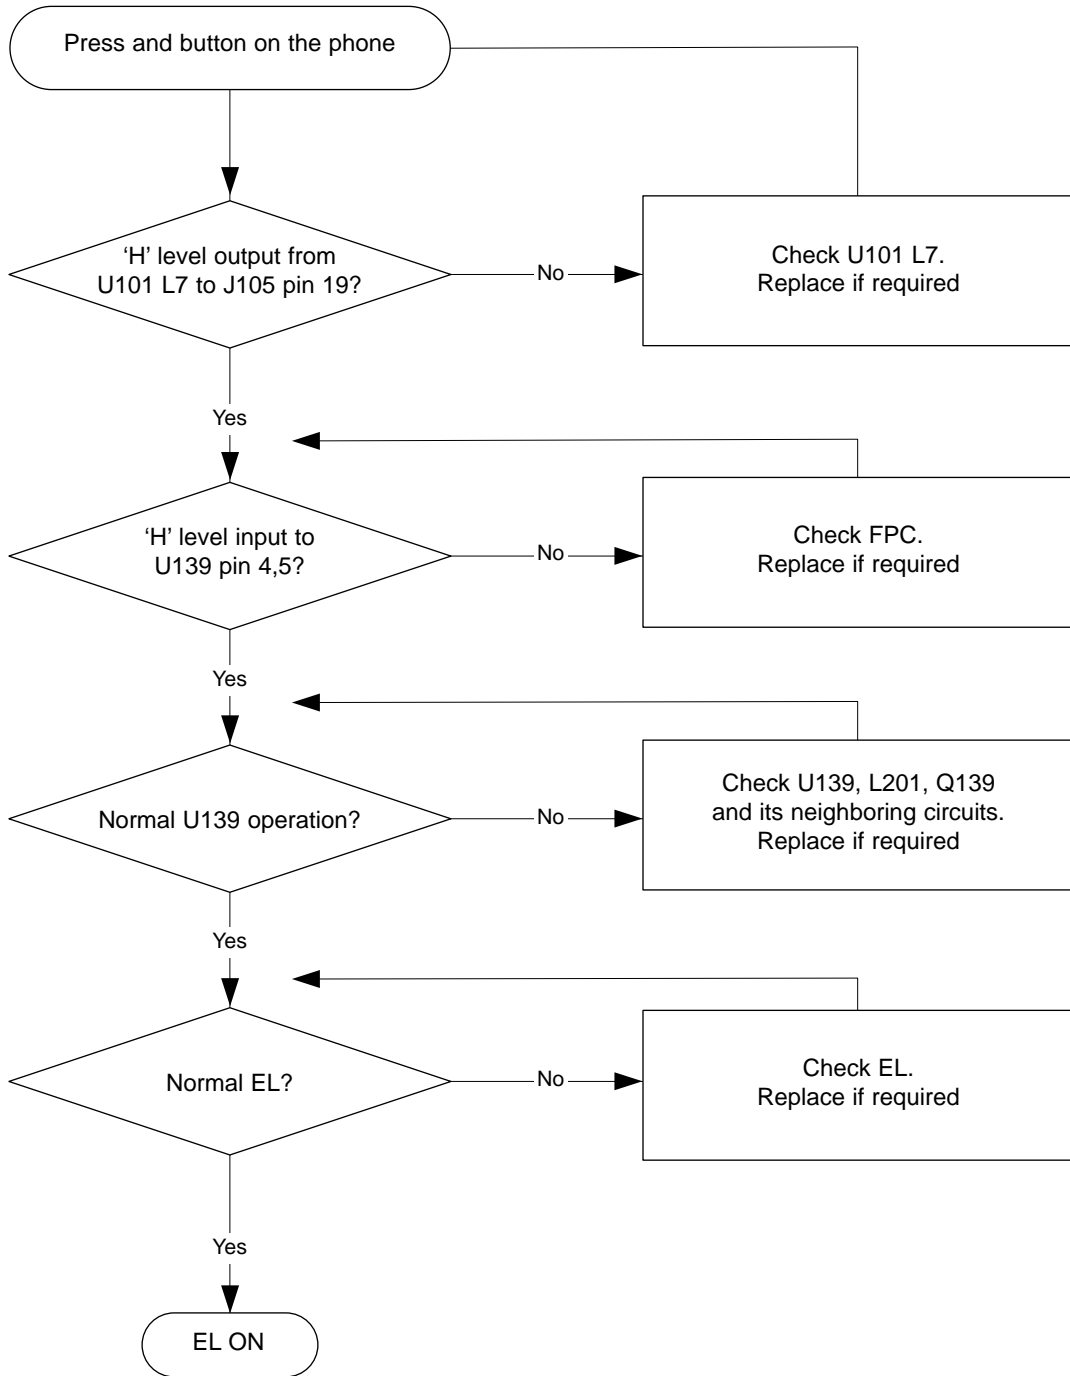 Press and button on the phone
‘H’ level output from
U101 L7 to J105 pin 19?
No
Check U101 L7.
Replace if required
Yes
‘H’ level input to
U139 pin 4,5?
No
Check FPC.
Replace if required
Yes
Normal U139 operation?
No
Check U139, L201, Q139
and its neighboring circuits.
Replace if required
Yes
Normal EL?
No
Check EL.
Replace if required
Yes
EL ON